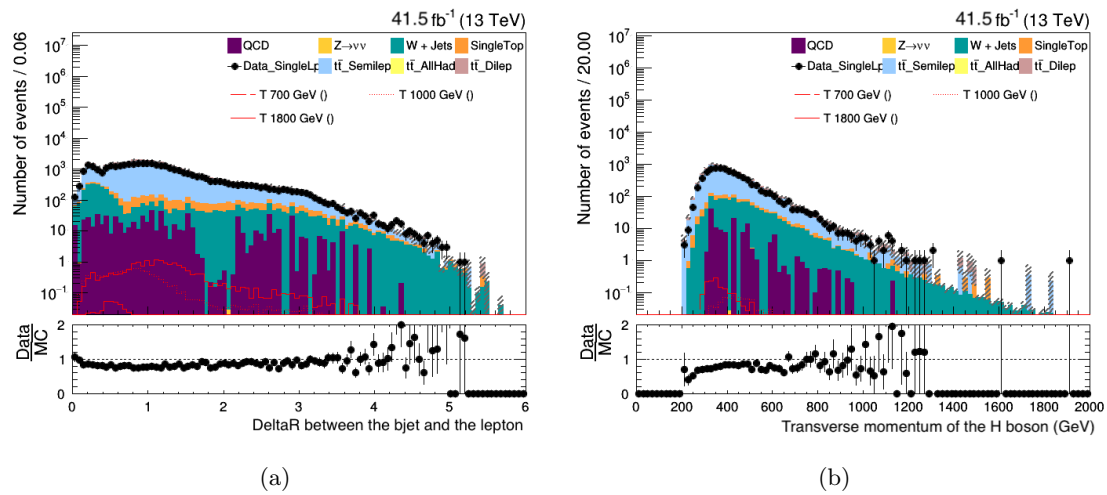 41.5 fb⁻¹ (13 TeV)
Number of events / 0.06
10⁷
10⁶
10⁵
10⁴
10³
10²
10
1
10⁻¹
QCD
Z→νν
W + Jets
SingleTop
Data_SingleLp
tt̅_Semilep
tt̅_AllHad
tt̅_Dilep
T 700 GeV ()
T 1000 GeV ()
T 1800 GeV ()
Data
MC
2
1
0
0 1 2 3 4 5 6
DeltaR between the bjet and the lepton
(a)
41.5 fb⁻¹ (13 TeV)
Number of events / 20.00
10⁷
10⁶
10⁵
10⁴
10³
10²
10
1
10⁻¹
QCD
Z→νν
W + Jets
SingleTop
Data_SingleLp
tt̅_Semilep
tt̅_AllHad
tt̅_Dilep
T 700 GeV ()
T 1000 GeV ()
T 1800 GeV ()
Data
MC
2
1
0
0 200 400 600 800 1000 1200 1400 1600 1800 2000
Transverse momentum of the H boson (GeV)
(b)